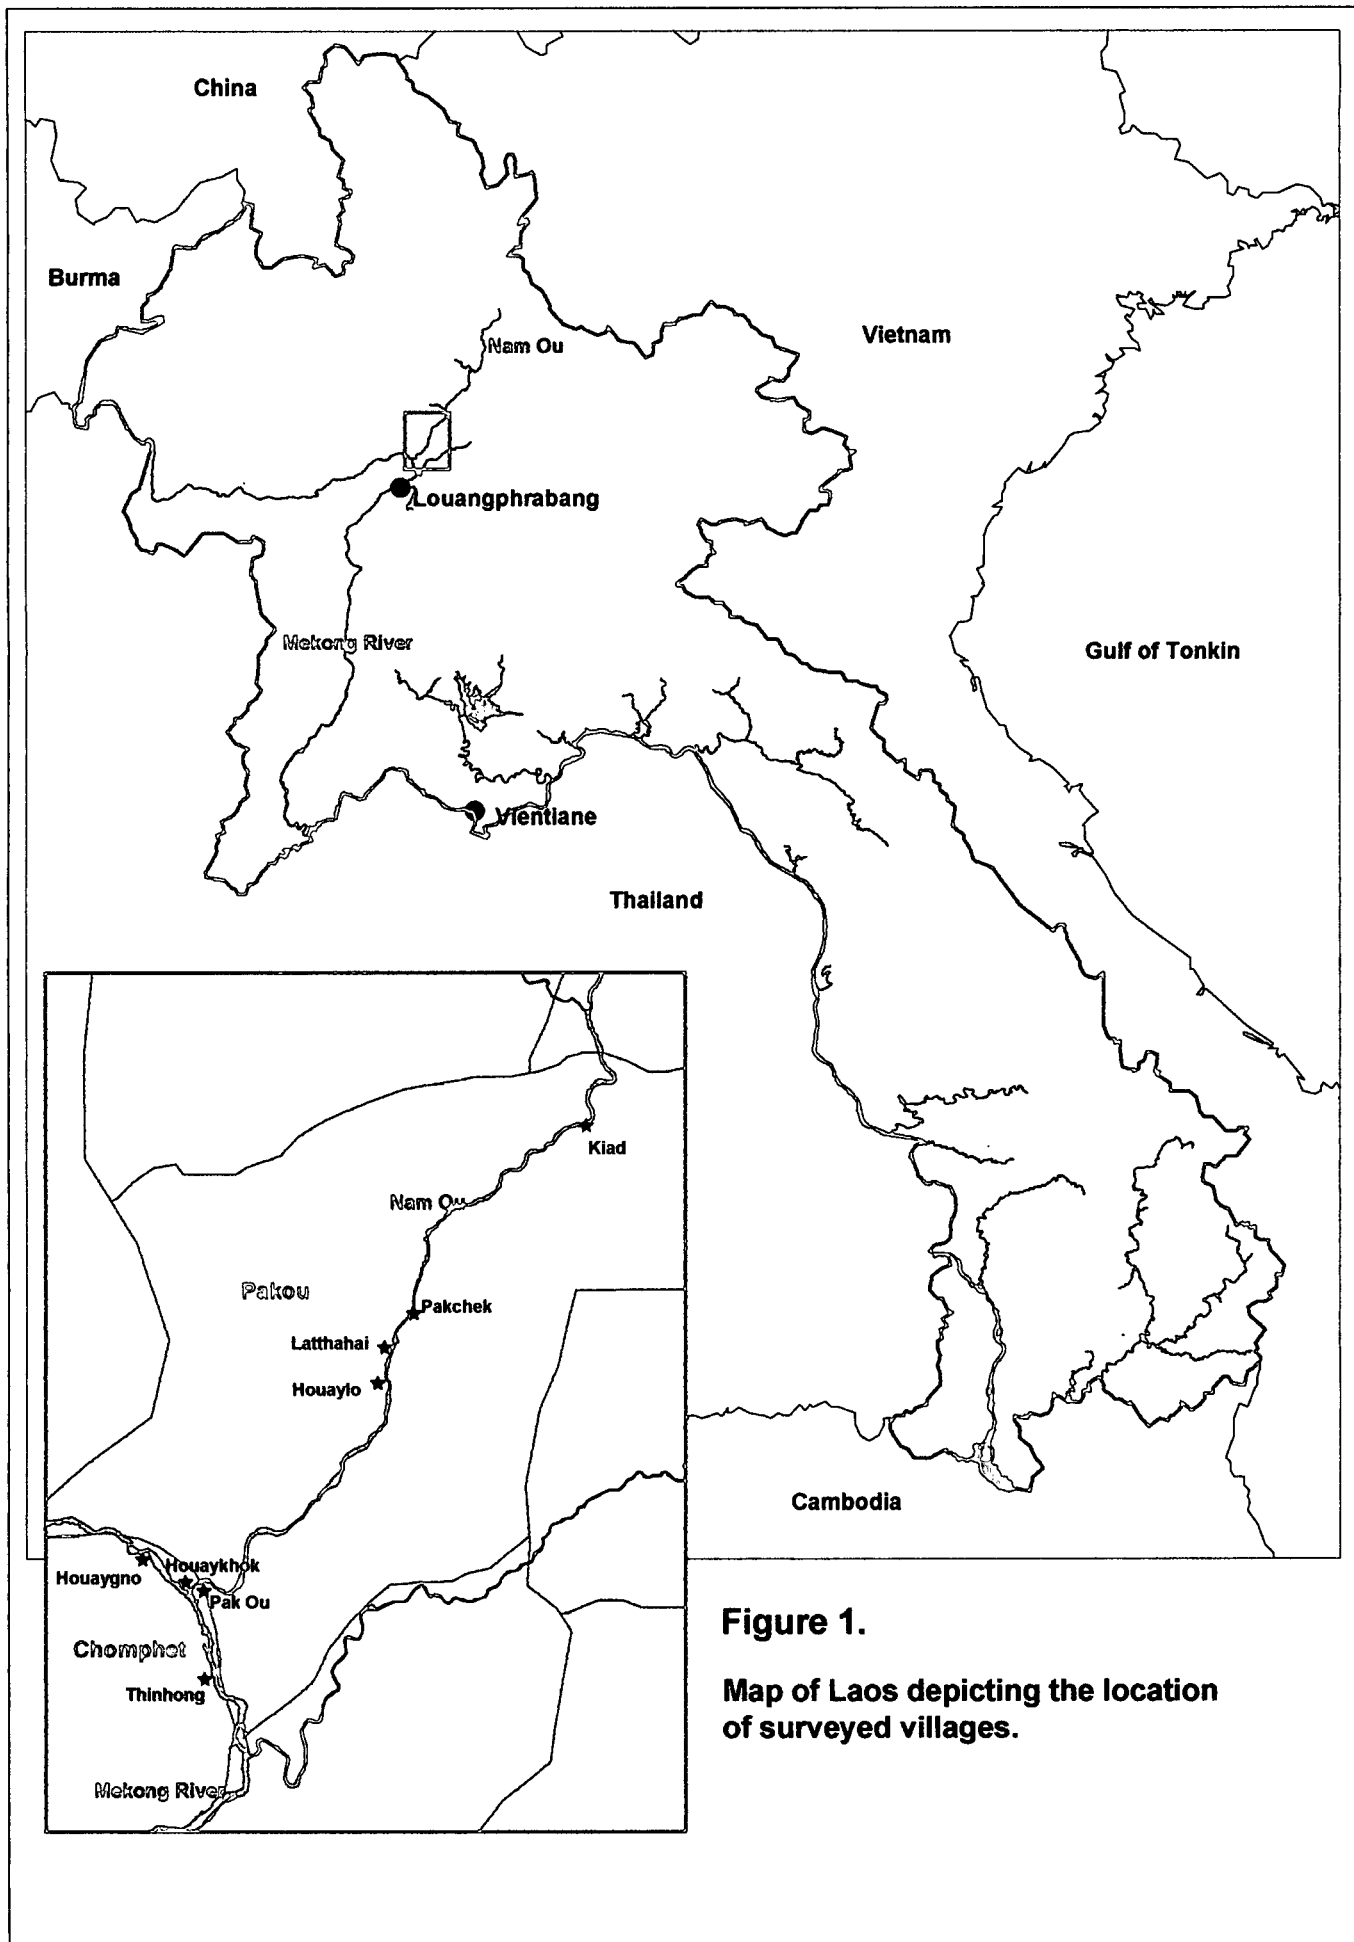 China
Burma
Vietnam
Nam Ou
Louangphrabang
Mekong River
Gulf of Tonkin
Vientiane
Thailand
Kiad
Nam Ou
Pakou
Pakchek
Latthahai
Houaylo
Cambodia
Houaykhok
Houaygno
Pak Ou
Chomphet
Thinhong
Mekong River
Figure 1.
Map of Laos depicting the location
of surveyed villages.